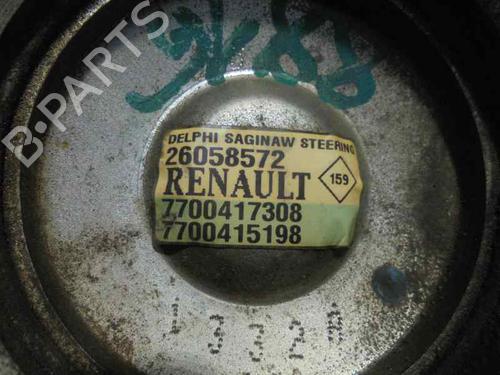 B-PARTS
DELPHI SAGINAW STEERING
26058572
RENAULT
159
7700417308
7700415198